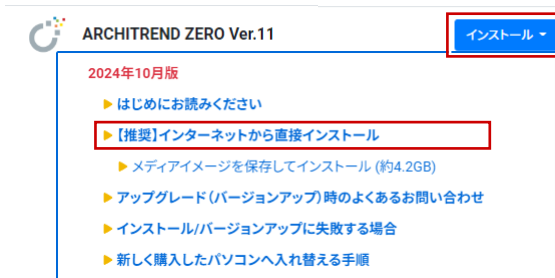 ARCHITREND ZERO Ver.11 インストール
2024年10月版
はじめにお読みください
【推奨】インターネットから直接インストール
メディアイメージを保存してインストール (約4.2GB)
アップグレード(バージョンアップ)時のよくあるお問い合わせ
インストール/バージョンアップに失敗する場合
新しく購入したパソコンへ入れ替える手順